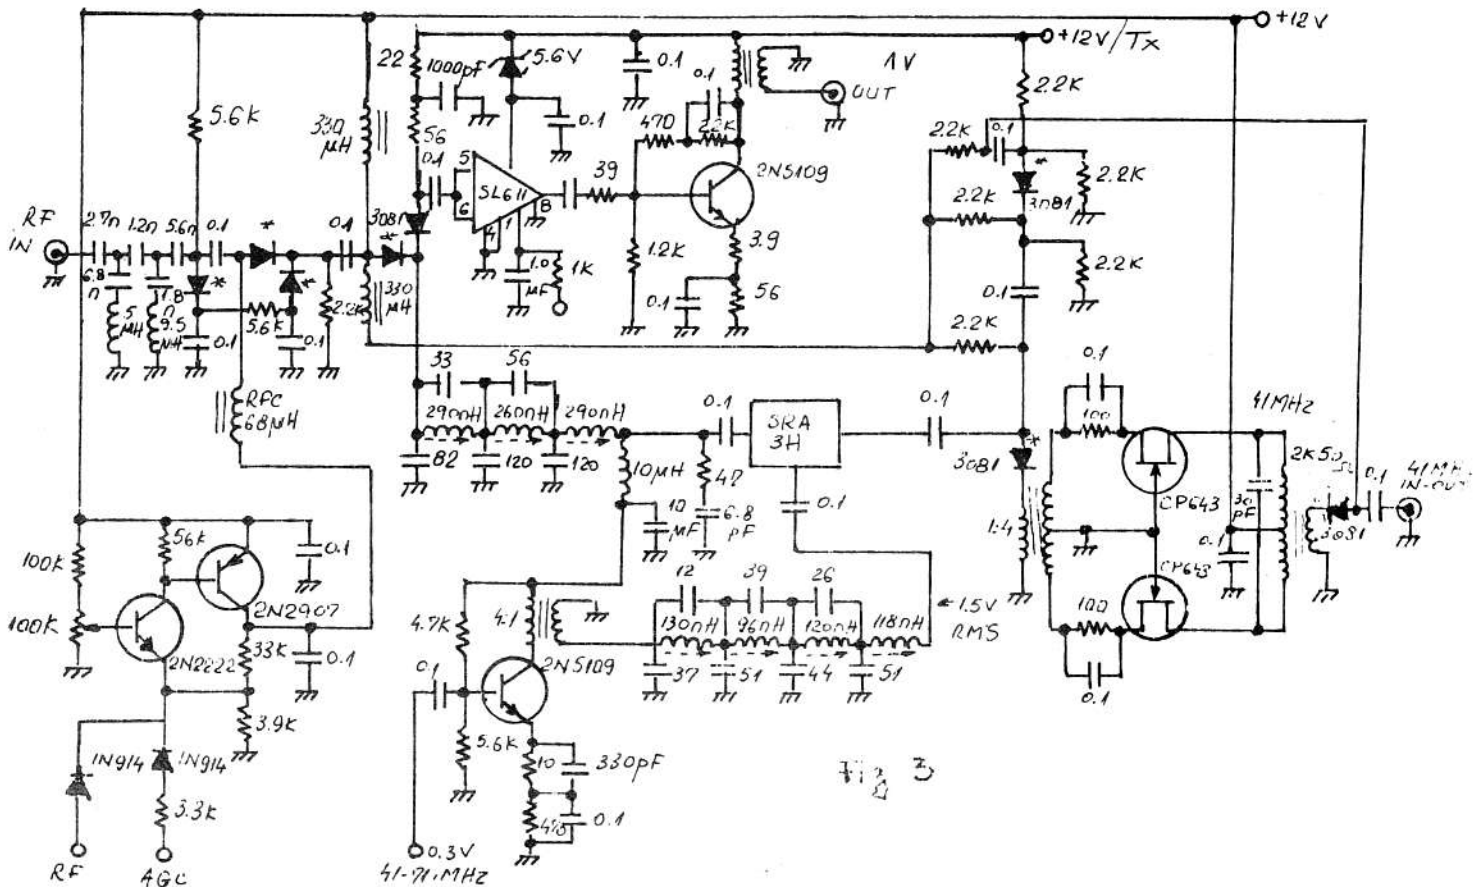 +12V
+12V/Tx
22
1000pF
5.6V
0.1
0.1
1V
OUT
2.2K
5.6K
330
μH
56
0.1
0.1
470
22K
2N5109
2.2K
0.1
2.2K
3081
RF
IN
2.7n
1.2n
5.6n
0.1
*
0.1
*
5
6
SL611
8
4
1
39
2.2K
6.8
n
1.8
n
*
*
5
μH
9.5
μH
0.1
5.6K
0.1
330
μH
1.0
μF
1K
1.2K
3.9
0.1
56
2.2K
0.1
2.2K
RFC
68μH
33
56
290nH
260nH
290nH
82
120
120
10μH
0.1
SRA
3H
0.1
47
10
μF
6.8
pF
0.1
*
3081
1:4
0.1
100
CP643
CP643
100
0.1
41MHz
2K
50Ω
30
pF
0.1
0.1
3081
41MHz
IN-OUT
100K
56K
0.1
100K
2N2907
2N2222
33K
0.1
3.9K
1N914
1N914
3.3K
RF
AGC
4.7K
4:1
2N5109
0.1
5.6K
10
330pF
0.1
0.3V
41-71.MHz
12
39
26
130nH
96nH
120nH
118nH
37
51
44
51
1.5V
RMS
Fig 3